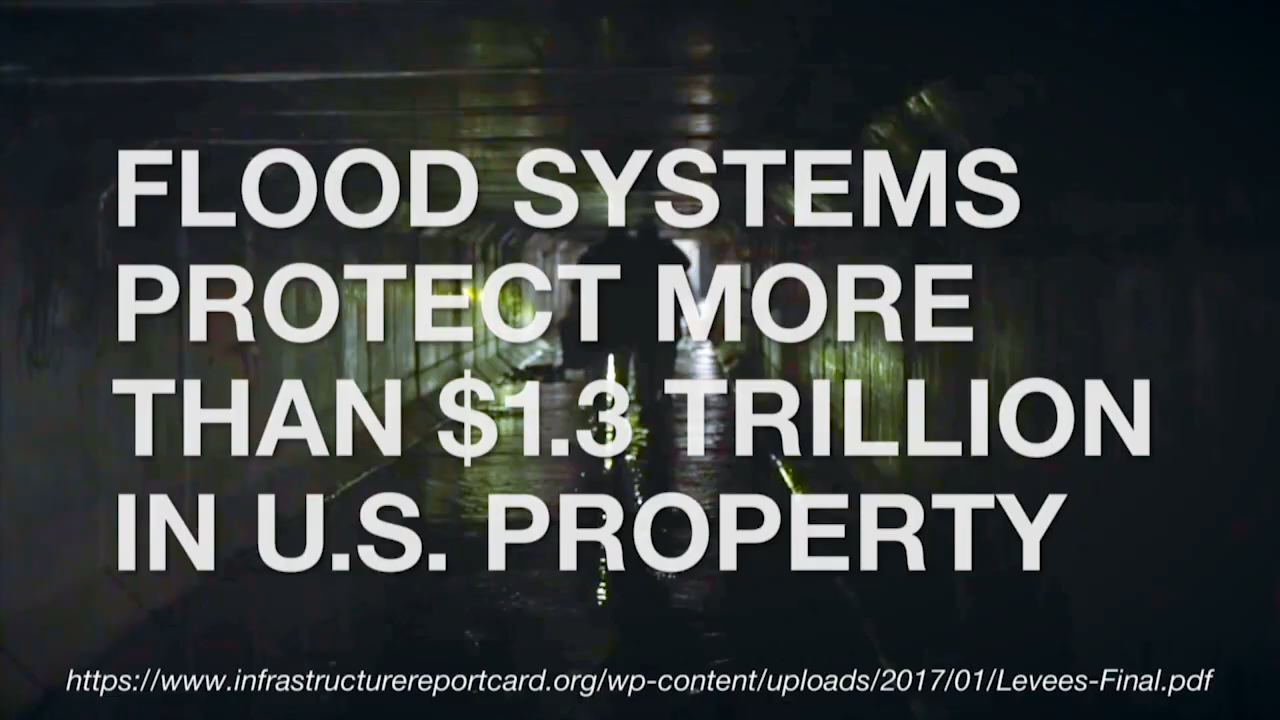 FLOOD SYSTEMS
PROTECT MORE
THAN $1.3 TRILLION
IN U.S. PROPERTY
https://www.infrastructurereportcard.org/wp-content/uploads/2017/01/Levees-Final.pdf